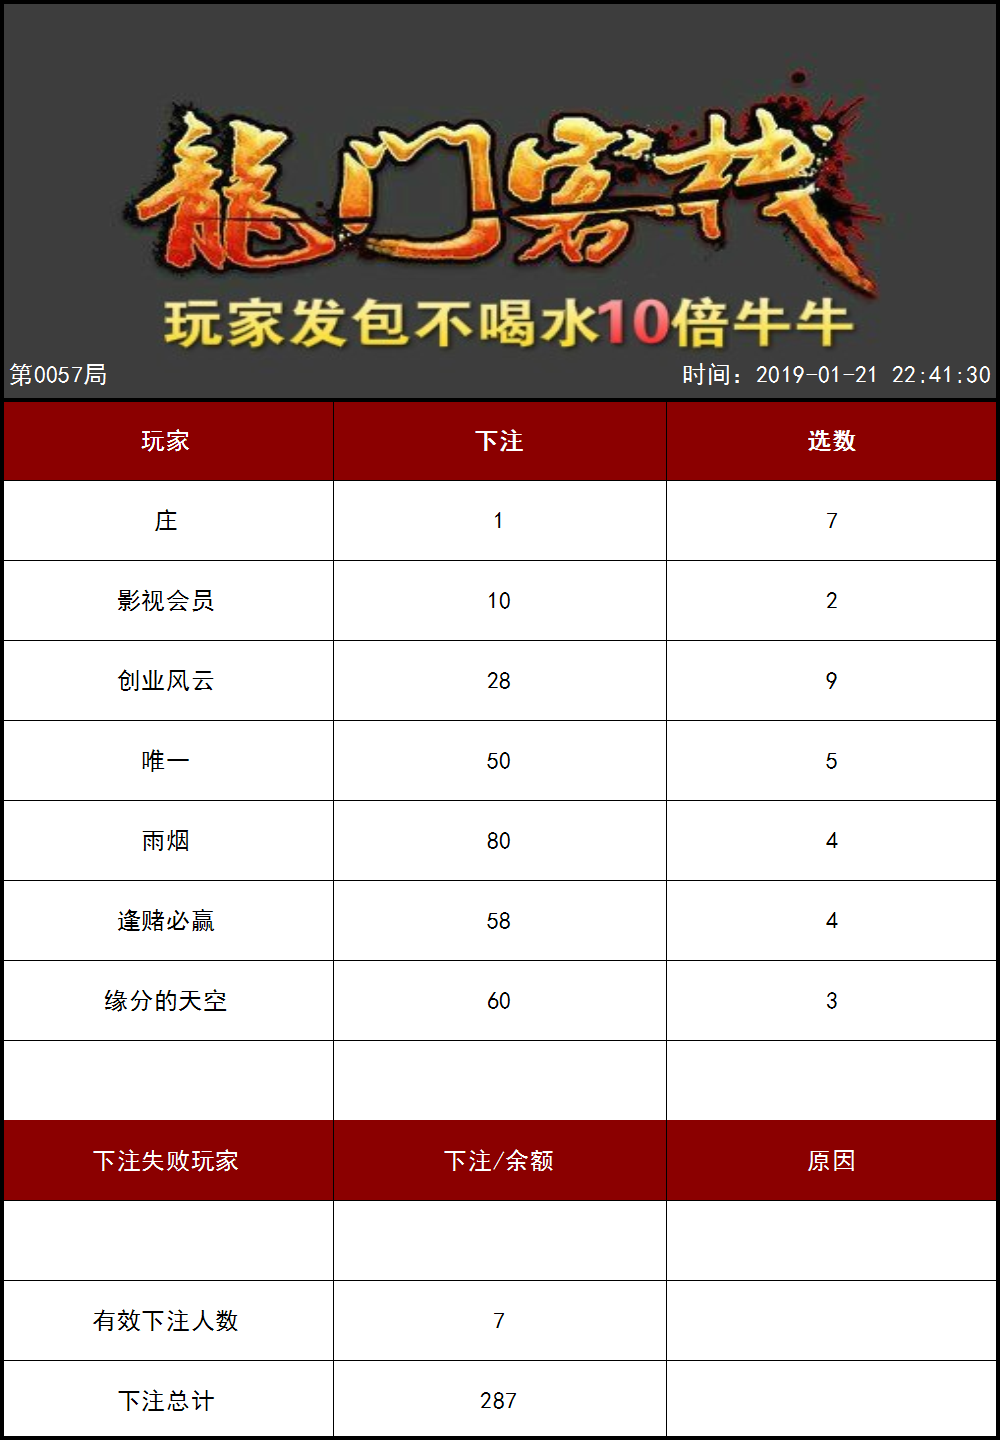 龍门客栈
玩家发包不喝水10倍牛牛
第0057局 时间：2019-01-21 22:41:30
玩家 下注 选数
庄 1 7
影视会员 10 2
创业风云 28 9
唯一 50 5
雨烟 80 4
逢赌必赢 58 4
缘分的天空 60 3
下注失败玩家 下注/余额 原因
有效下注人数 7
下注总计 287